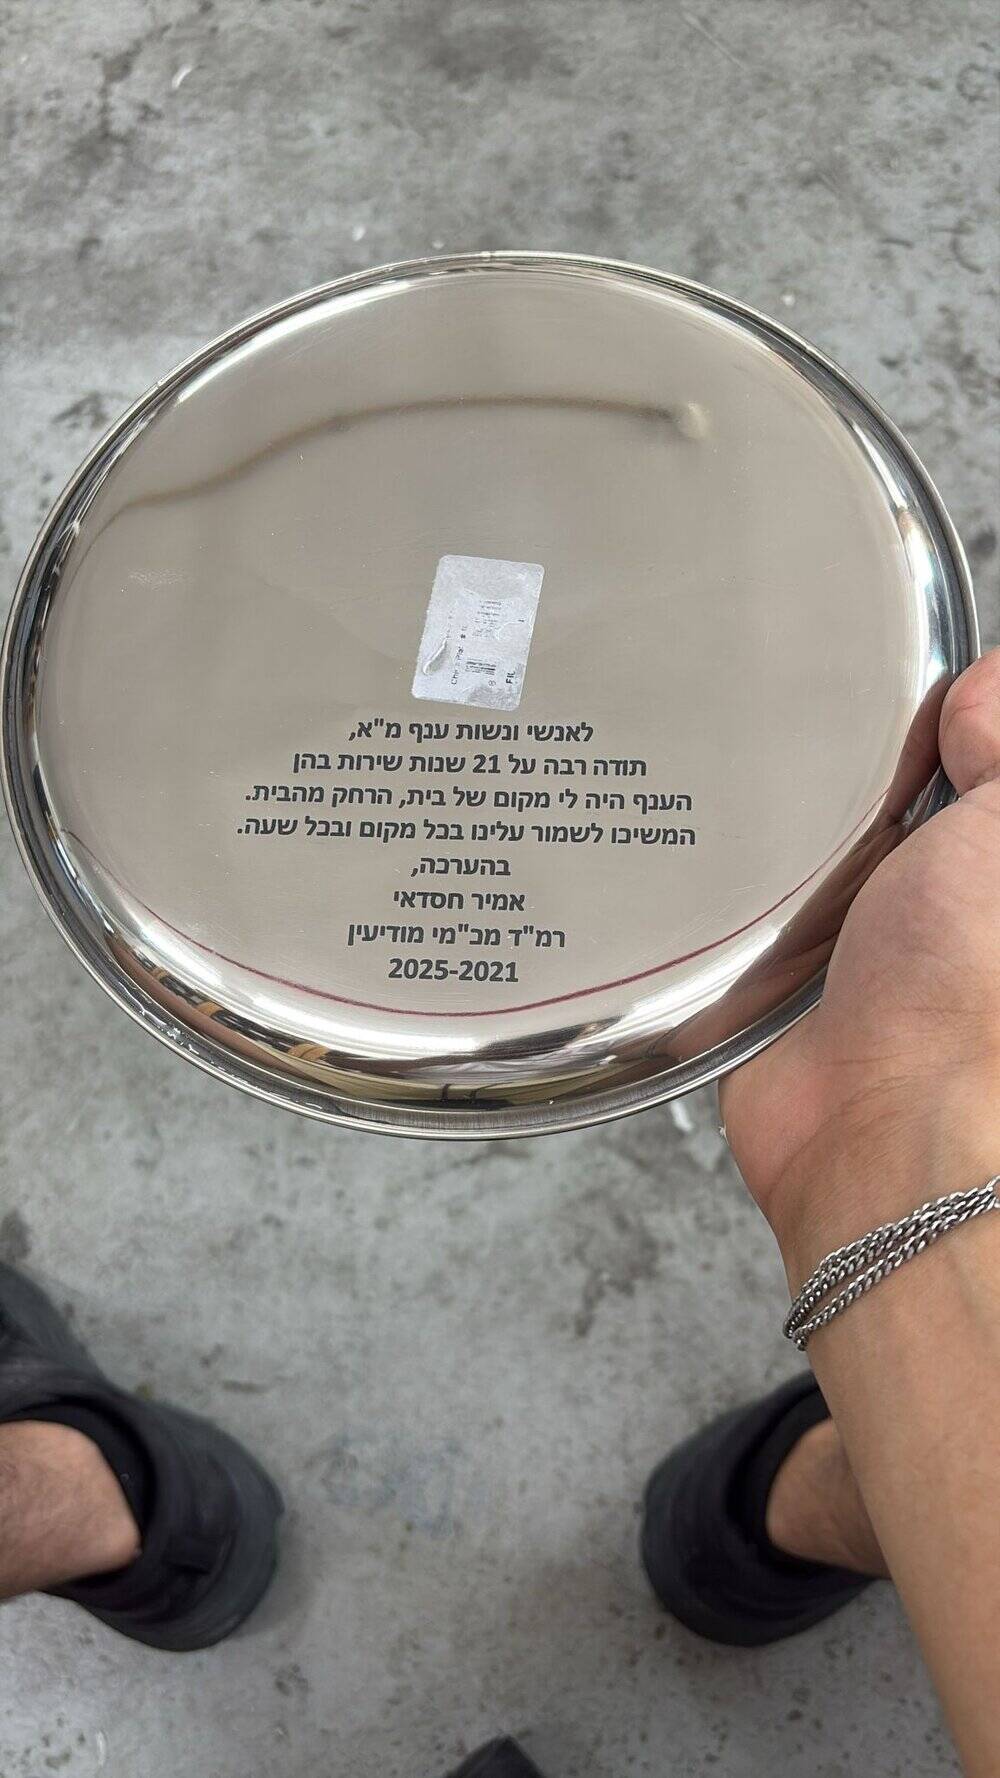 לאנשי ונשות ענף מ"א,
תודה רבה על 21 שנות שירות בהן
הענף היה לי מקום של בית, הרחק מהבית.
המשיכו לשמור עלינו בכל מקום ובכל שעה.
בהערכה,
אמיר חסדאי
רמ"ד מכ"מי מודיעין
2025-2021